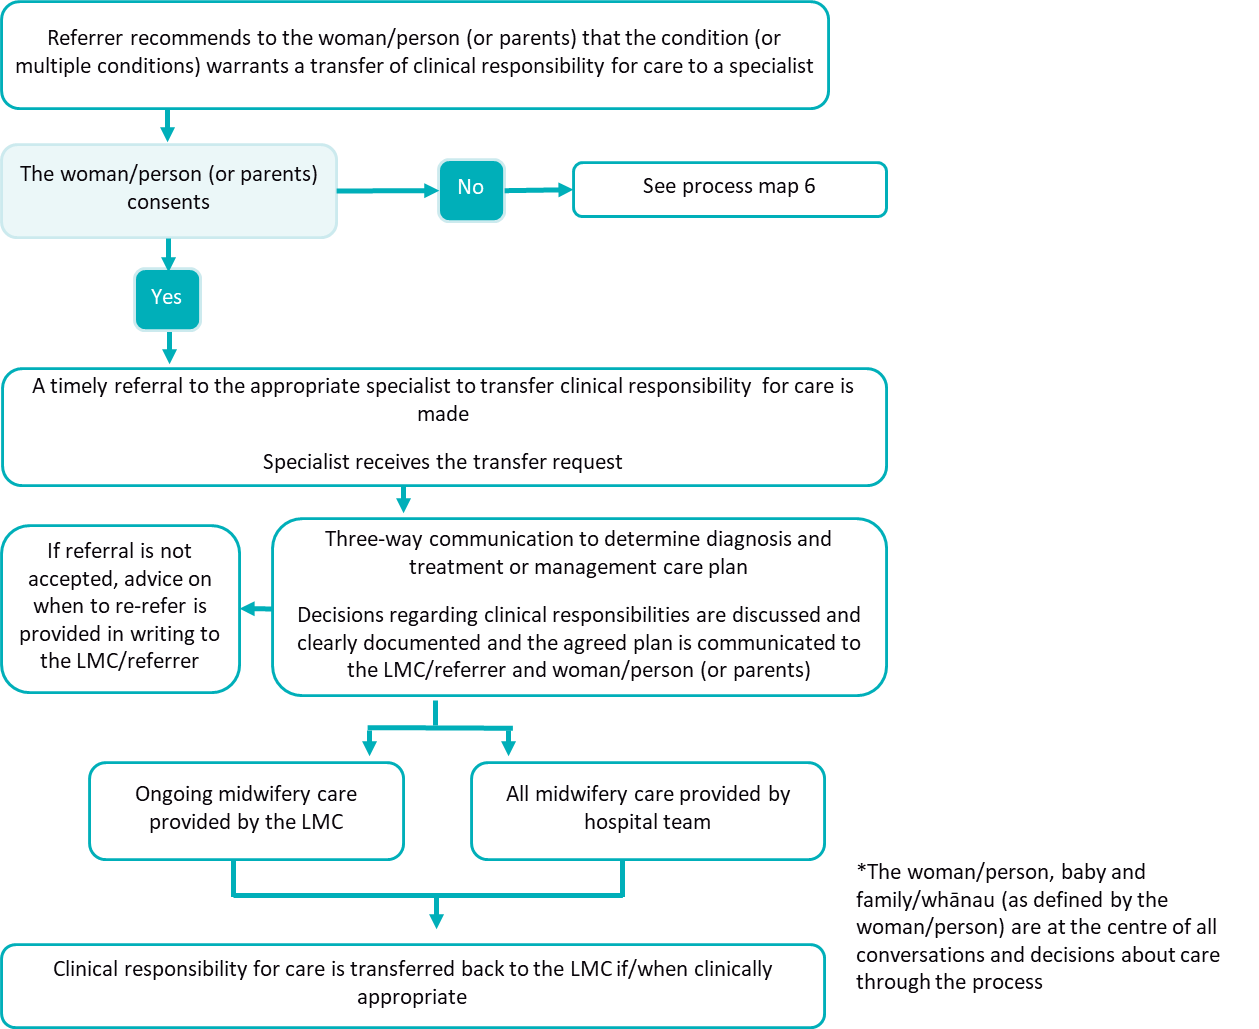 Referrer recommends to the woman/person (or parents) that the condition (or
multiple conditions) warrants a transfer of clinical responsibility for care to a specialist
The woman/person (or parents)
consents
No
See process map 6
Yes
A timely referral to the appropriate specialist to transfer clinical responsibility for care is
made
Specialist receives the transfer request
If referral is not
accepted, advice on
when to re-refer is
provided in writing to
the LMC/referrer
Three-way communication to determine diagnosis and
treatment or management care plan
Decisions regarding clinical responsibilities are discussed and
clearly documented and the agreed plan is communicated to
the LMC/referrer and woman/person (or parents)
Ongoing midwifery care
provided by the LMC
All midwifery care provided by
hospital team
*The woman/person, baby and
family/whānau (as defined by the
woman/person) are at the centre of all
conversations and decisions about care
through the process
Clinical responsibility for care is transferred back to the LMC if/when clinically
appropriate